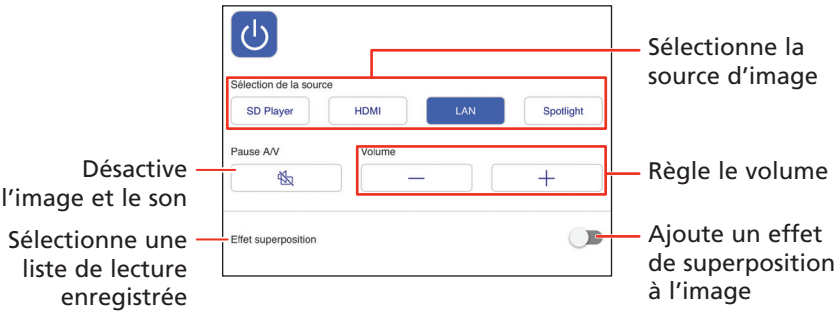 Sélectionne la
source d’image
Sélection de la source
SD Player
HDMI
LAN
Spotlight
Pause A/V
Volume
Désactive
l’image et le son
Règle le volume
Sélectionne une
liste de lecture
enregistrée
Effet superposition
Ajoute un effet
de superposition
à l’image